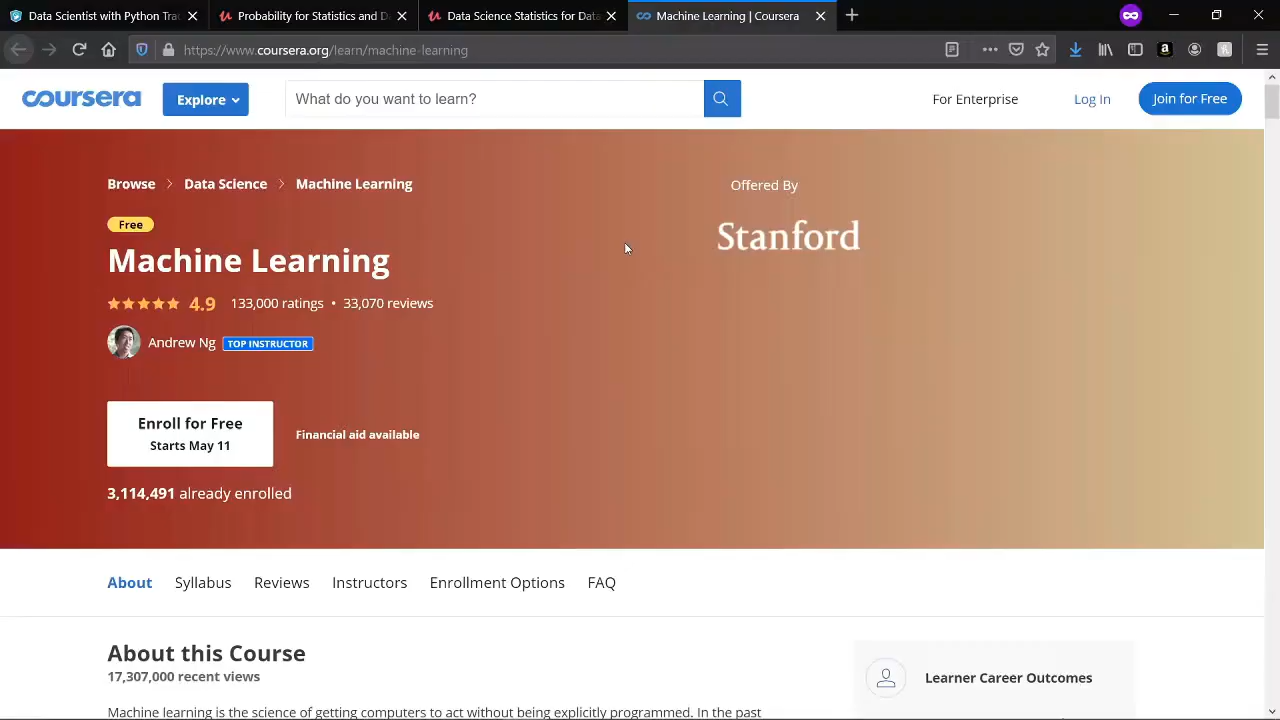 Data Scientist with Python Trac
Probability for Statistics and D
Data Science Statistics for Data
Machine Learning | Coursera
https://www.coursera.org/learn/machine-learning
coursera
Explore
What do you want to learn?
For Enterprise
Log In
Join for Free
Browse
Data Science
Machine Learning
Offered By
Free
Stanford
Machine Learning
4.9
133,000 ratings • 33,070 reviews
Andrew Ng
TOP INSTRUCTOR
Enroll for Free
Starts May 11
Financial aid available
3,114,491 already enrolled
About
Syllabus
Reviews
Instructors
Enrollment Options
FAQ
About this Course
17,307,000 recent views
Learner Career Outcomes
Machine learning is the science of getting computers to act without being explicitly programmed. In the past